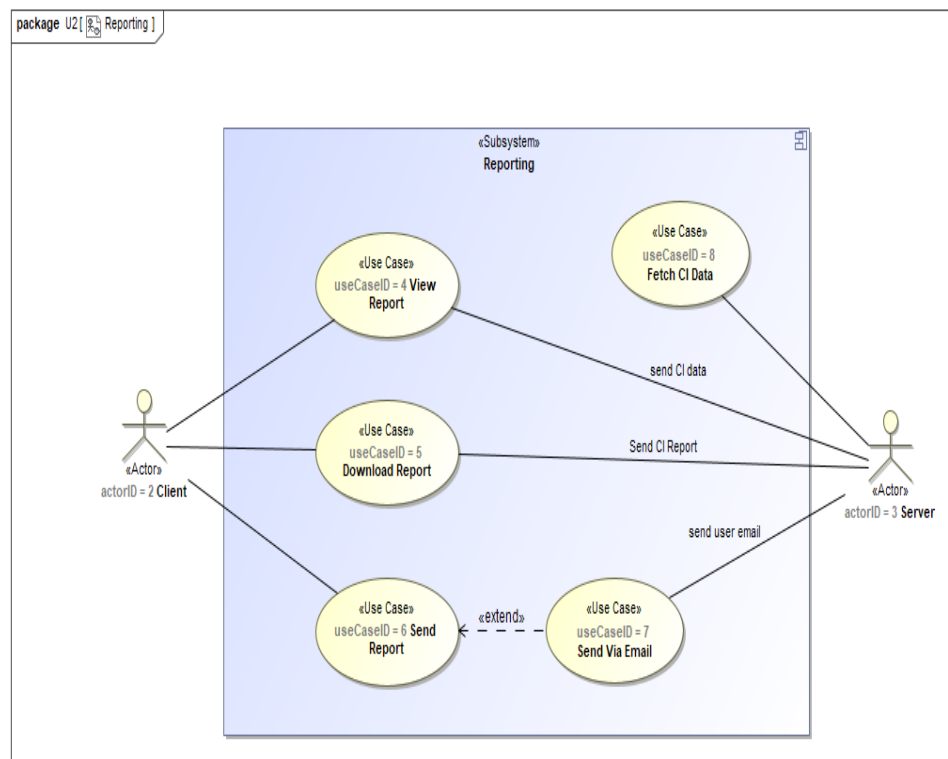 package U2[ Reporting ]
«Subsystem»
Reporting
«Use Case»
useCaseID = 8
Fetch CI Data
«Use Case»
useCaseID = 4 View
Report
send CI data
«Use Case»
useCaseID = 5
Download Report
Send CI Report
«Actor»
actorID = 2 Client
«Actor»
actorID = 3 Server
send user email
«Use Case»
useCaseID = 6 Send
Report
«extend»
«Use Case»
useCaseID = 7
Send Via Email